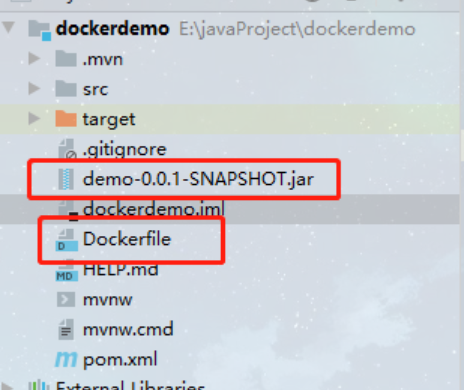 dockerdemo E:\javaProject\dockerdemo
.mvn
src
target
.gitignore
demo-0.0.1-SNAPSHOT.jar
dockerdemo.iml
D Dockerfile
MD HELP.md
mvnw
mvnw.cmd
m pom.xml
External Libraries